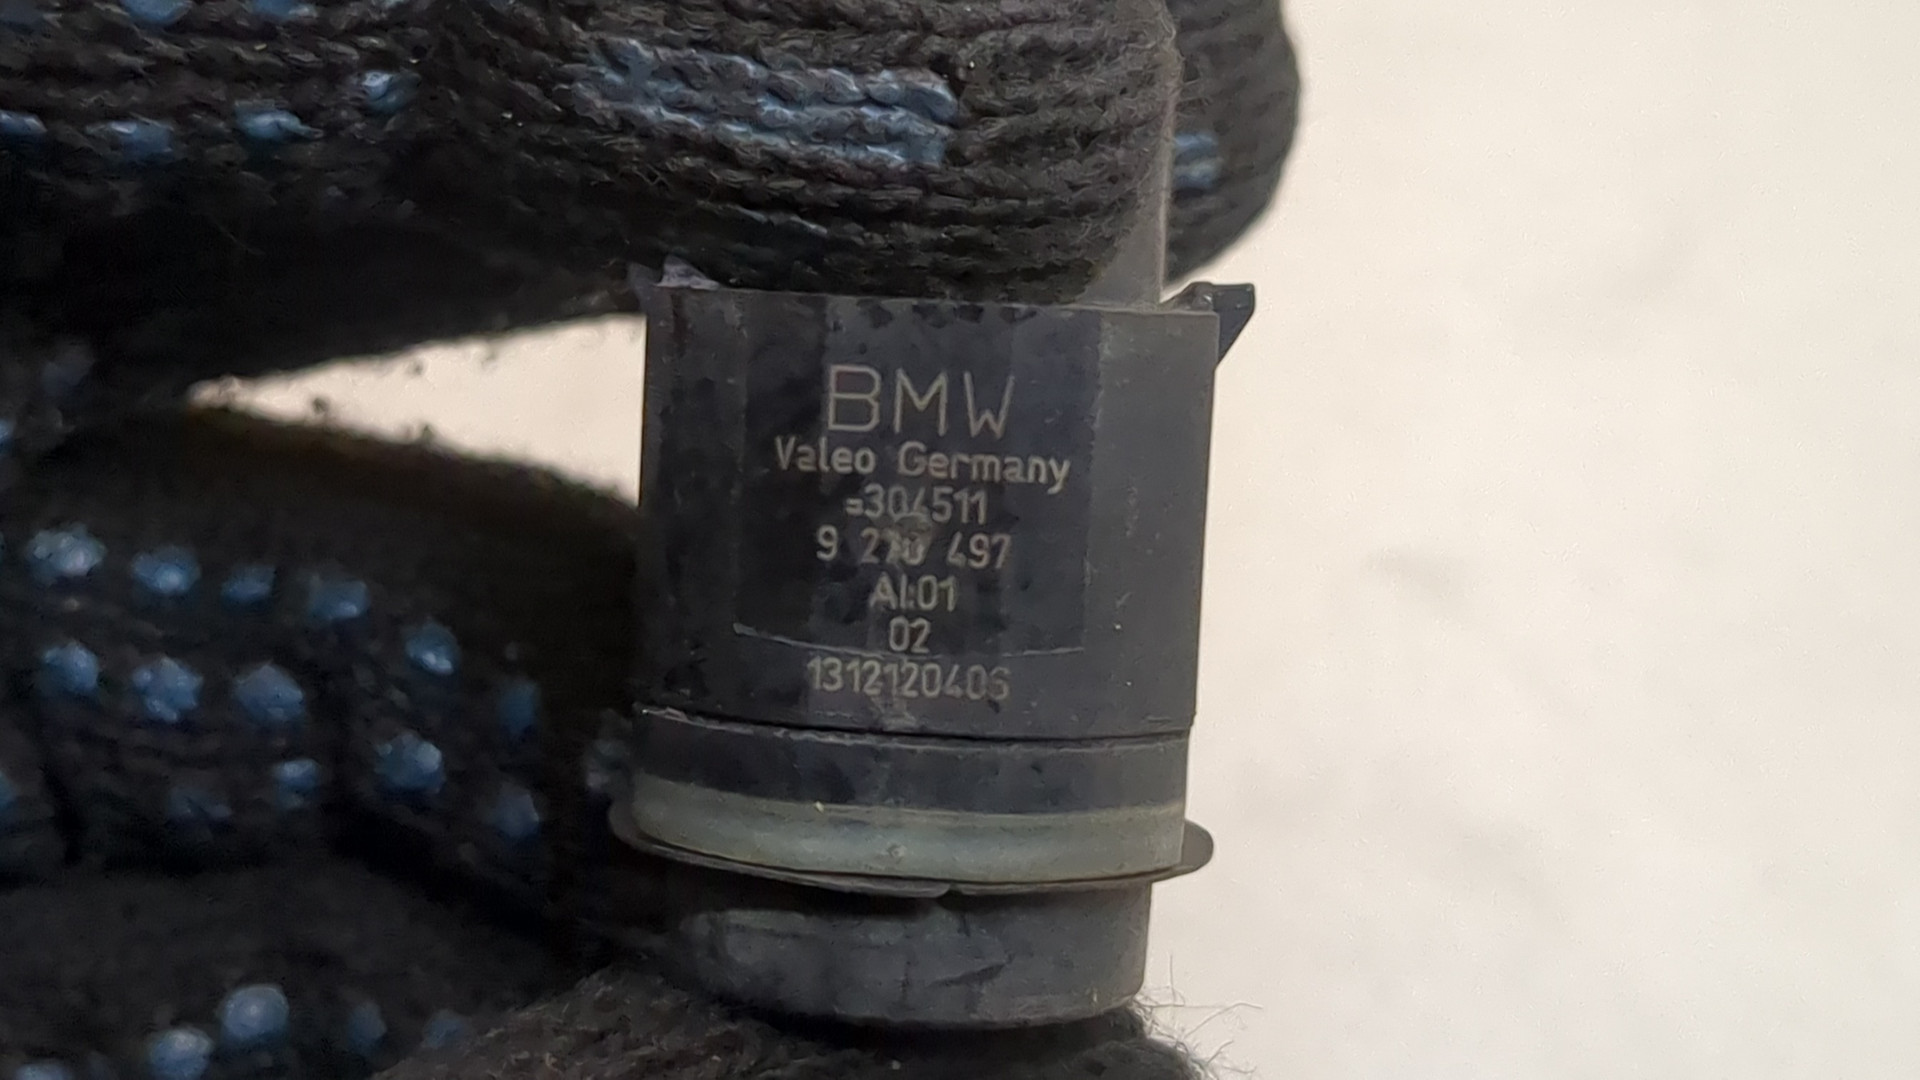 BMW
Valeo Germany
=304511
9 270 497
AI:01
02
1312120406